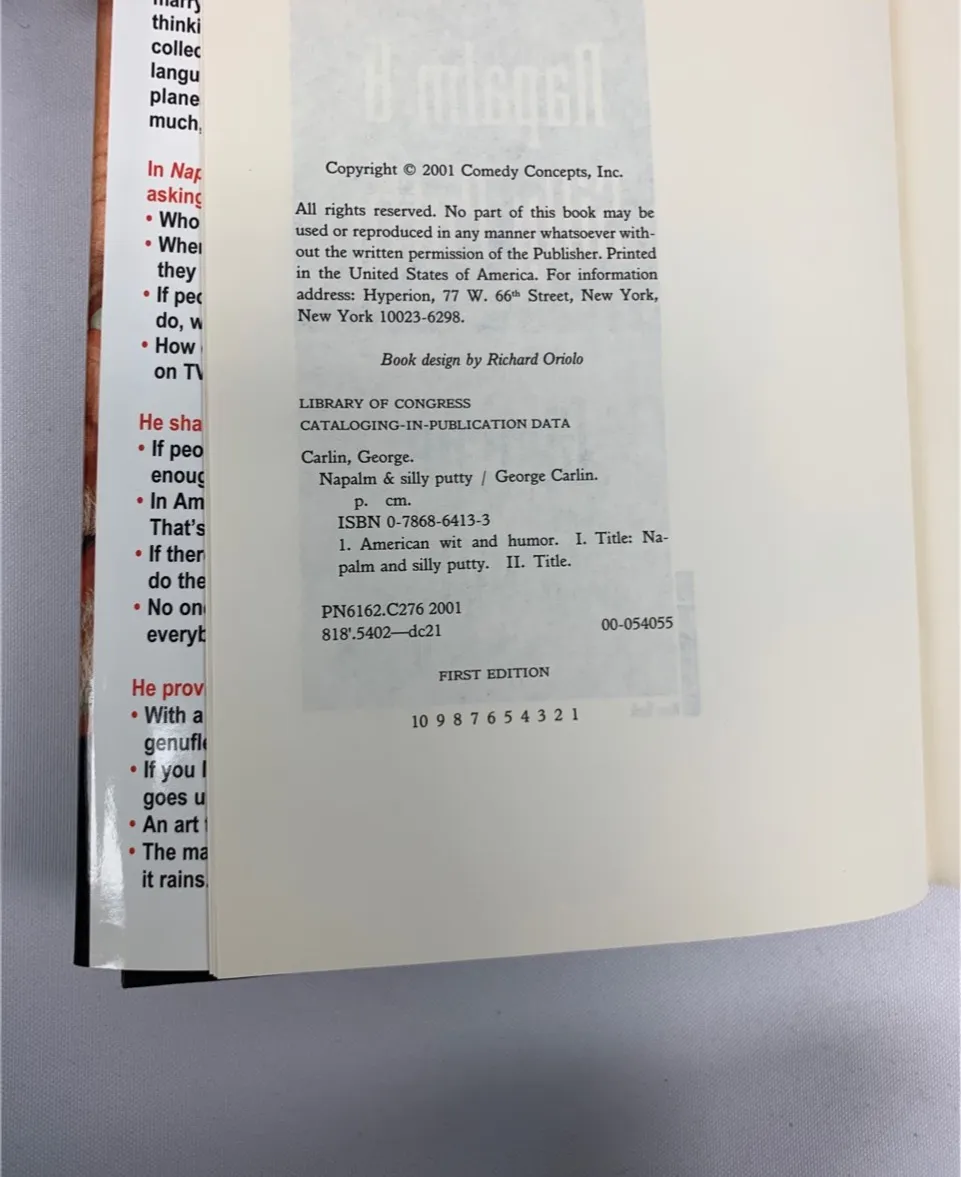 marry
thinki
collec
langu
plane
much,
In Nap
asking
• Who
• When
they
• If peo
do, w
• How
on TV
He sha
• If peo
enoug
• In Am
That's
• If ther
do the
• No on
everyb
He prov
• With a
genufle
• If you l
goes u
• An art
• The ma
it rains.
Napalm &
Copyright © 2001 Comedy Concepts, Inc.
All rights reserved. No part of this book may be
used or reproduced in any manner whatsoever with-
out the written permission of the Publisher. Printed
in the United States of America. For information
address: Hyperion, 77 W. 66th Street, New York,
New York 10023-6298.
Book design by Richard Oriolo
LIBRARY OF CONGRESS
CATALOGING-IN-PUBLICATION DATA
Carlin, George.
Napalm & silly putty / George Carlin.
p. cm.
ISBN 0-7868-6413-3
1. American wit and humor. I. Title: Na-
palm and silly putty. II. Title.
PN6162.C276 2001
818'.5402—dc21
00-054055
FIRST EDITION
10 9 8 7 6 5 4 3 2 1